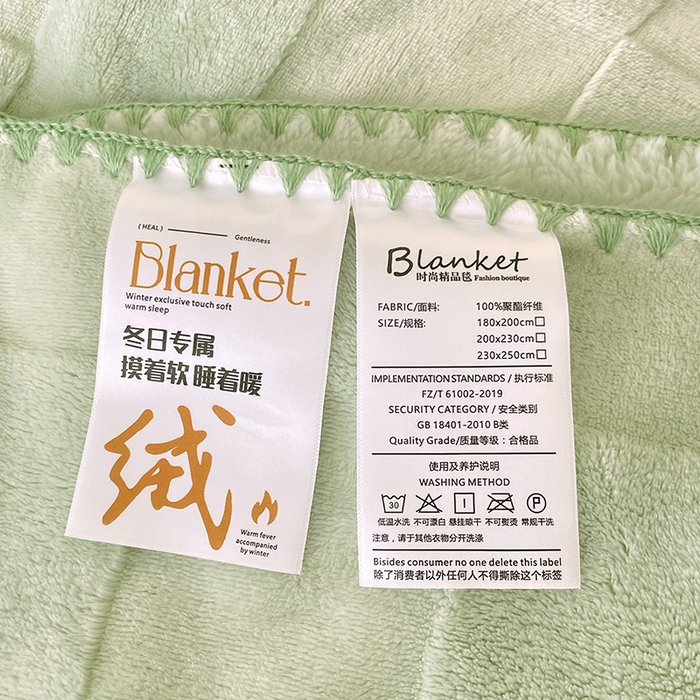 ( HEAL )
Gentleness
Blanket.
Winter exclusive touch soft
warm sleep
冬日专属
摸着软 睡着暖
绒
Warm fever
accompanied
by winter
Blanket
时尚精品毯 Fashion boutique
FABRIC/面料: 100%聚酯纤维
SIZE/规格: 180x200cm□
200x230cm□
230x250cm□
IMPLEMENTATION STANDARDS / 执行标准
FZ/T 61002-2019
SECURITY CATEGORY / 安全类别
GB 18401-2010 B类
Quality Grade/质量等级：合格品
使用及养护说明
WASHING METHOD
30 P
低温水洗 不可漂白 悬挂晾干 不可熨烫 常规干洗
注意，请于其他衣物分开洗涤
Bisides consumer no one delete this label
除了消费者以外任何人不得撕除这个标签